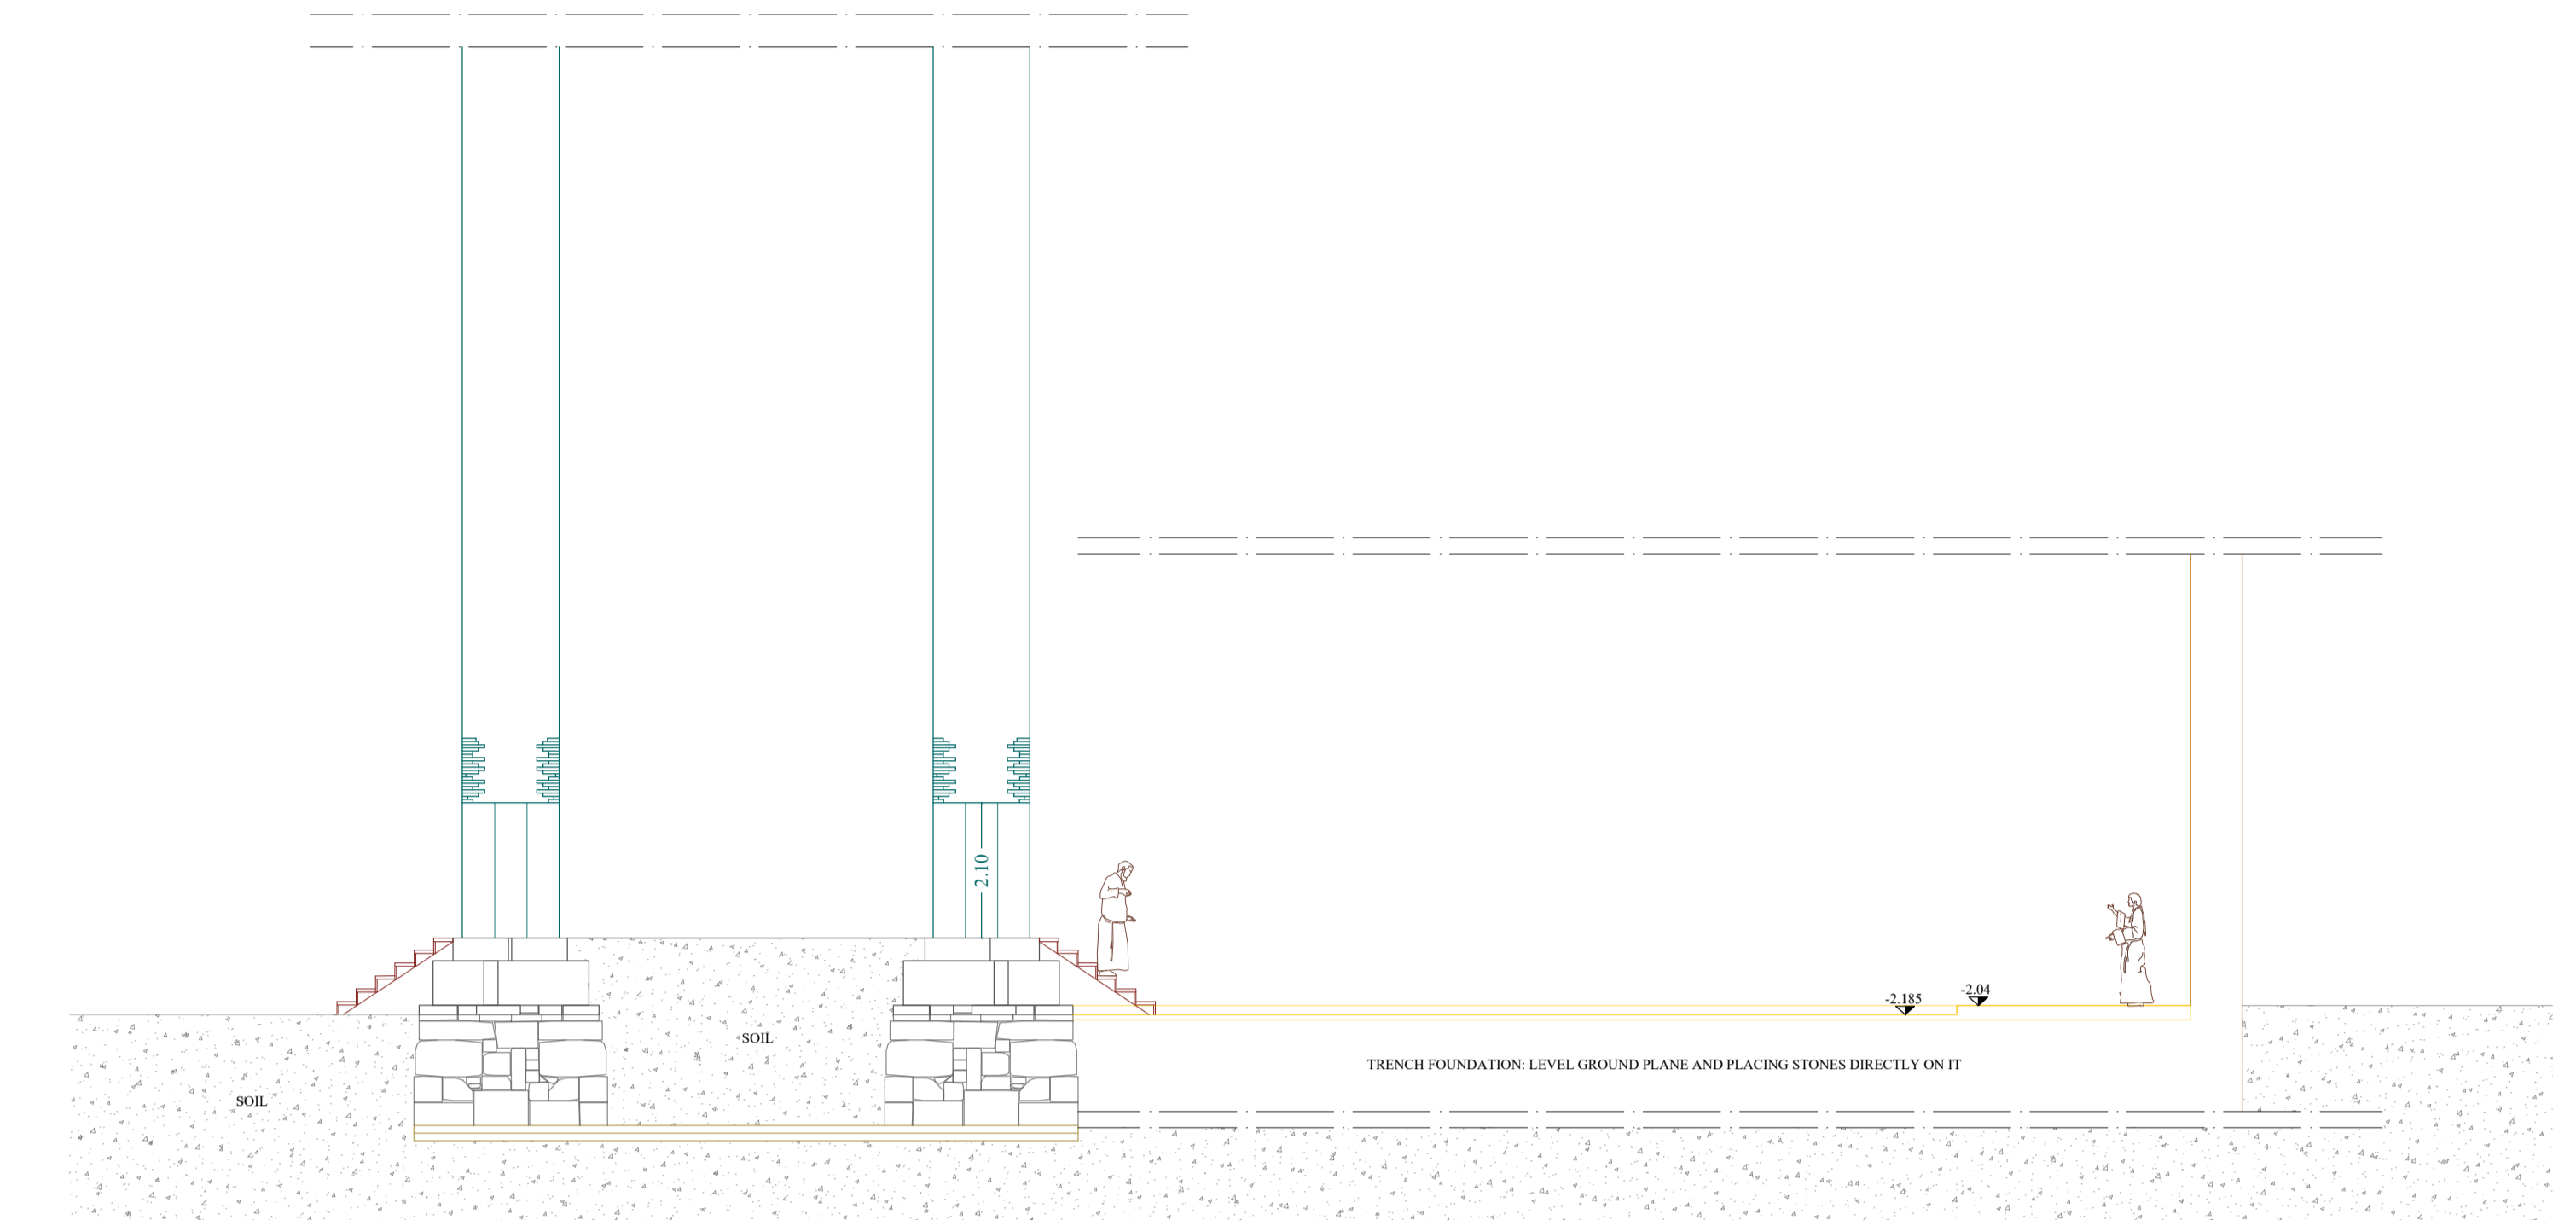 2.10
-2.185
-2.04
SOIL
TRENCH FOUNDATION: LEVEL GROUND PLANE AND PLACING STONES DIRECTLY ON IT
SOIL